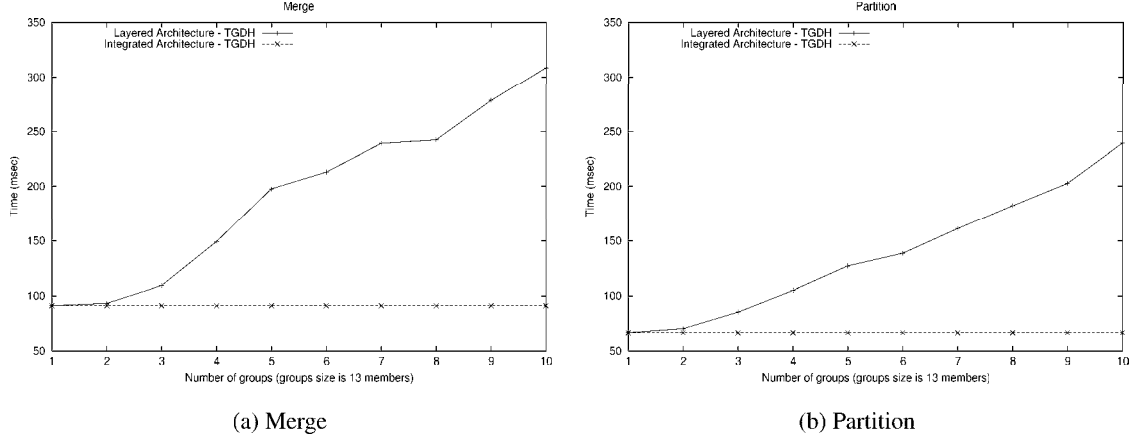 Merge
350
300
250
200
150
100
50
Time (msec)
Layered Architecture - TGDH
Integrated Architecture - TGDH
1 2 3 4 5 6 7 8 9 10
Number of groups (groups size is 13 members)
(a) Merge
Partition
350
300
250
200
150
100
50
Time (msec)
Layered Architecture - TGDH
Integrated Architecture - TGDH
1 2 3 4 5 6 7 8 9 10
Number of groups (groups size is 13 members)
(b) Partition